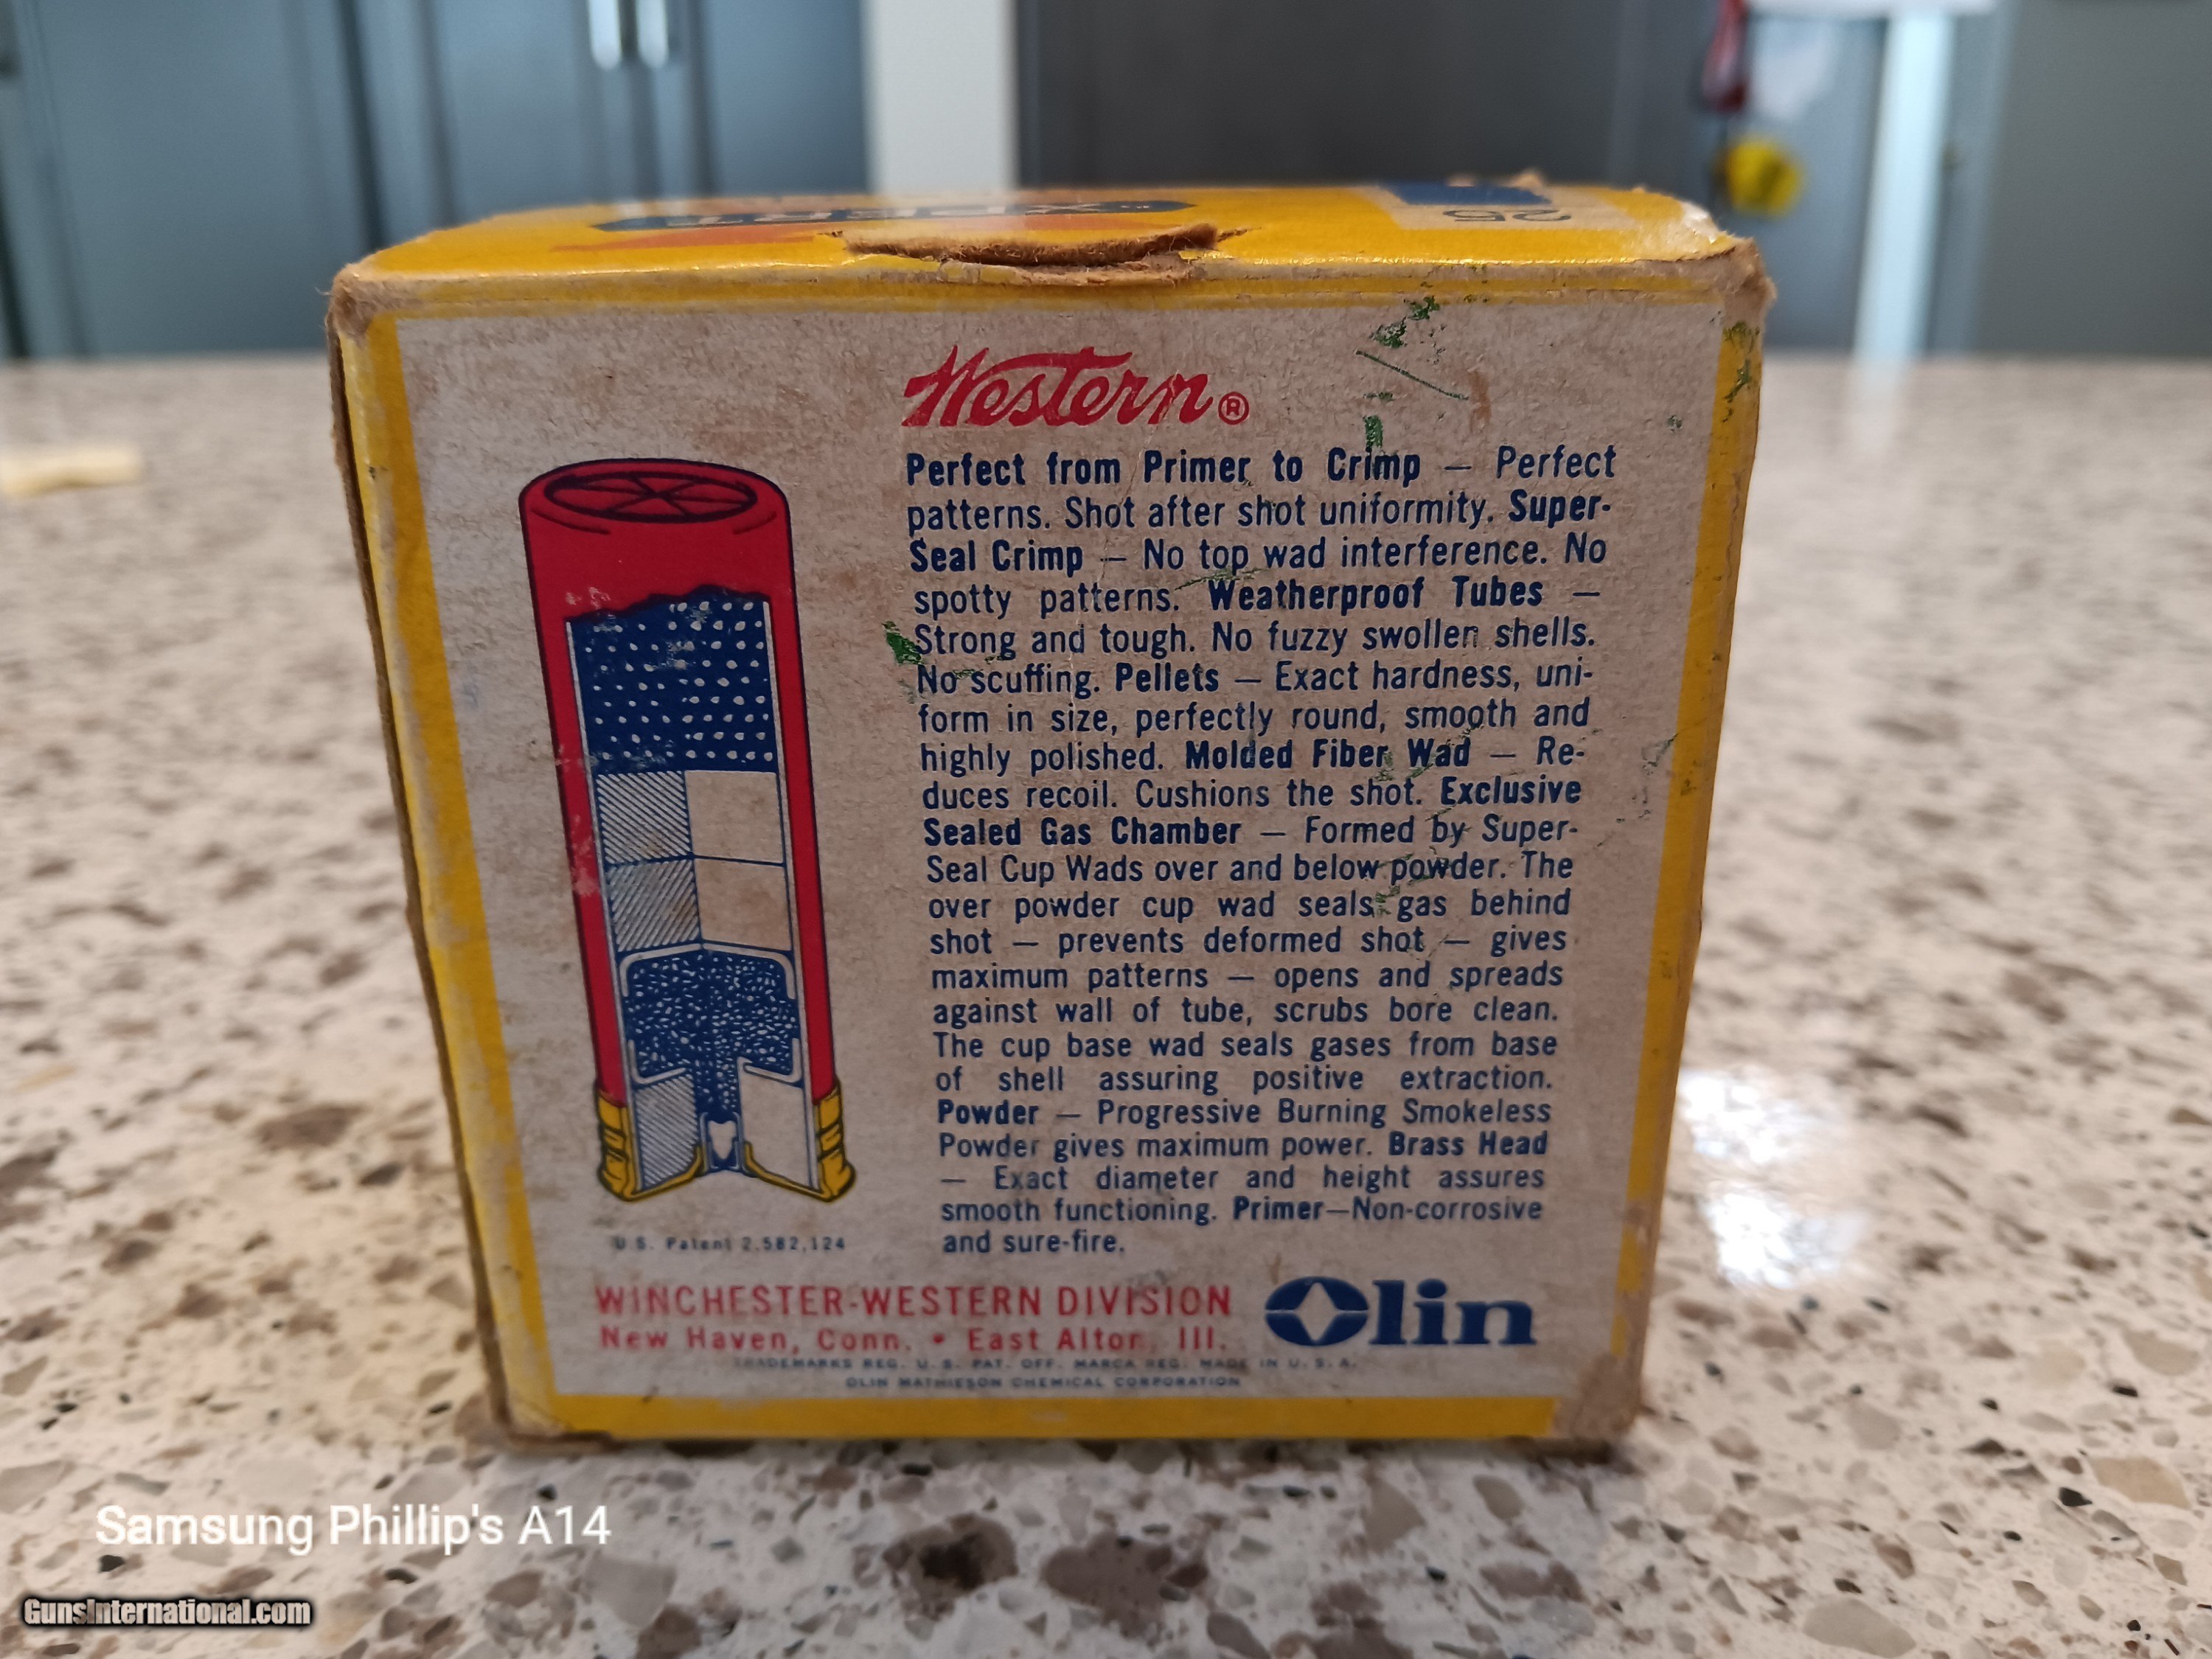 XPERT
25
Western®
Perfect from Primer to Crimp — Perfect
patterns. Shot after shot uniformity. Super-
Seal Crimp — No top wad interference. No
spotty patterns. Weatherproof Tubes —
Strong and tough. No fuzzy swollen shells.
No scuffing. Pellets — Exact hardness, uni-
form in size, perfectly round, smooth and
highly polished. Molded Fiber Wad — Re-
duces recoil. Cushions the shot. Exclusive
Sealed Gas Chamber — Formed by Super-
Seal Cup Wads over and below powder. The
over powder cup wad seals gas behind
shot — prevents deformed shot — gives
maximum patterns — opens and spreads
against wall of tube, scrubs bore clean.
The cup base wad seals gases from base
of shell assuring positive extraction.
Powder — Progressive Burning Smokeless
Powder gives maximum power. Brass Head
— Exact diameter and height assures
smooth functioning. Primer—Non-corrosive
and sure-fire.
U.S. Patent 2,582,124
WINCHESTER-WESTERN DIVISION
New Haven, Conn. • East Alton, Ill.
Olin
TRADEMARKS REG. U.S. PAT. OFF. MARCA REG. MADE IN U.S.A.
OLIN MATHIESON CHEMICAL CORPORATION
Samsung Phillip's A14
GunsInternational.com